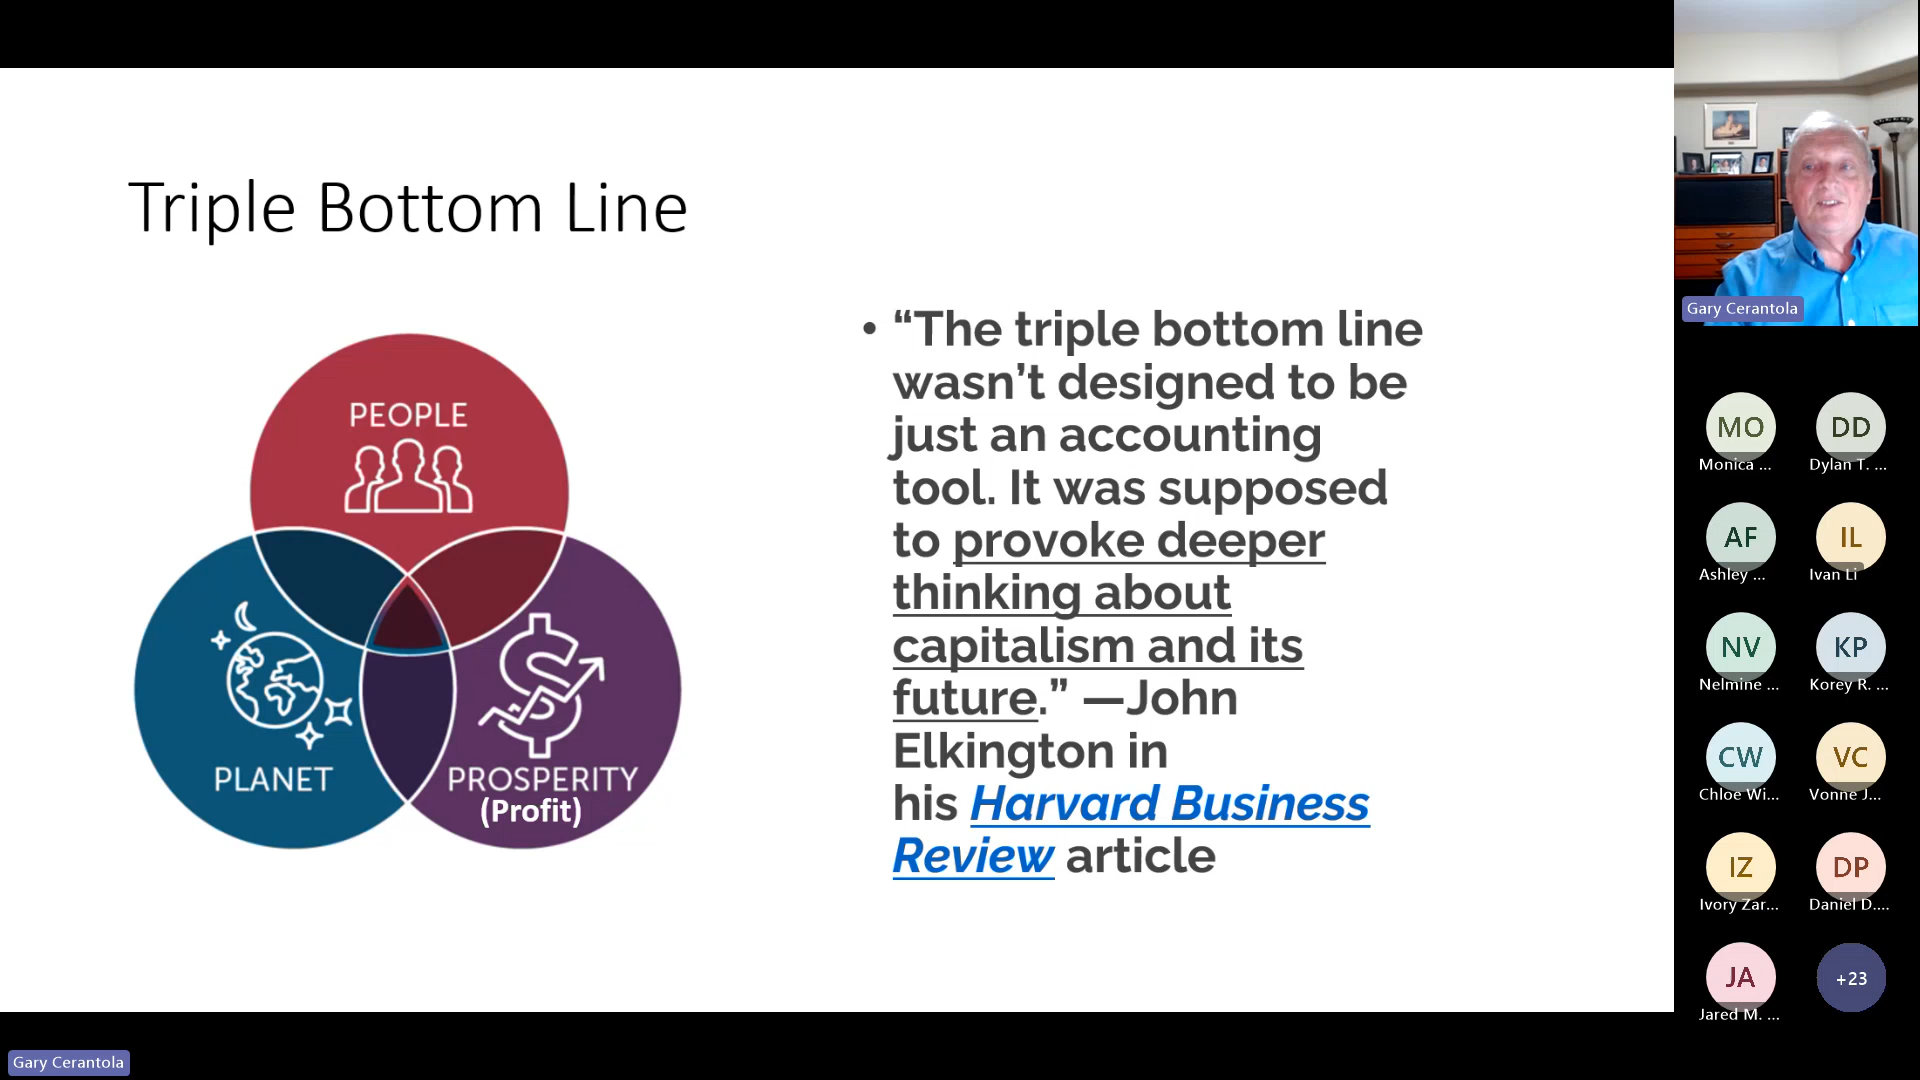 Triple Bottom Line
PEOPLE
PLANET
PROSPERITY
(Profit)
• “The triple bottom line
wasn’t designed to be
just an accounting
tool. It was supposed
to provoke deeper
thinking about
capitalism and its
future.” —John
Elkington in
his Harvard Business
Review article
Gary Cerantola
MO
Monica ...
DD
Dylan T. ...
AF
Ashley ...
IL
Ivan Li
NV
Nelmine ...
KP
Korey R. ...
CW
Chloe Wi...
VC
Vonne J...
IZ
Ivory Zar...
DP
Daniel D....
JA
Jared M. ...
+23
Gary Cerantola